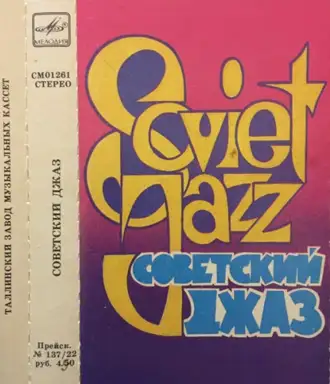 ТАЛЛИНСКИЙ ЗАВОД МУЗЫКАЛЬНЫХ КАССЕТ
МЕЛОДИЯ
СМ01261
СТЕРЕО
СОВЕТСКИЙ ДЖАЗ
Прейск.
№ 137/22
руб. 4.50
Soviet
Jazz
СОВЕТСКИЙ
ДЖАЗ